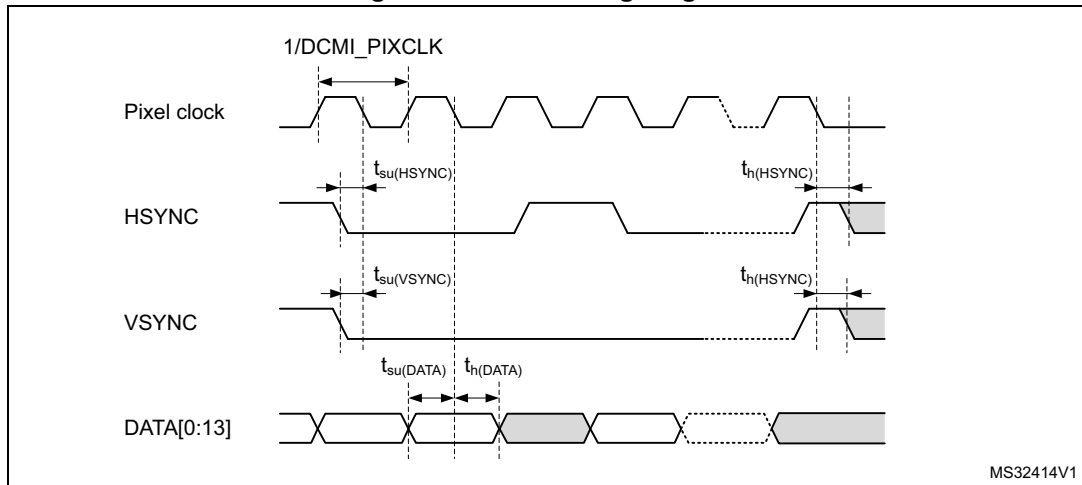 1/DCMI_PIXCLK
Pixel clock
tsu(HSYNC) th(HSYNC)
HSYNC
tsu(VSYNC) th(HSYNC)
VSYNC
tsu(DATA) th(DATA)
DATA[0:13]
MS32414V1